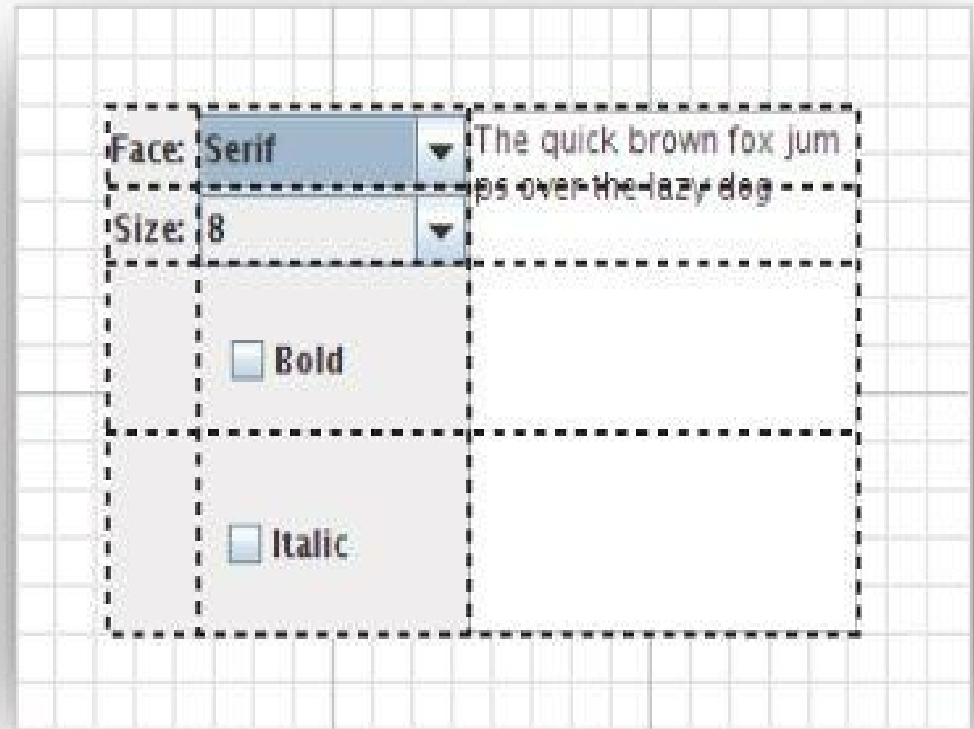 Face: Serif
Size: 8
Bold
Italic
The quick brown fox jum
ps over the lazy dog